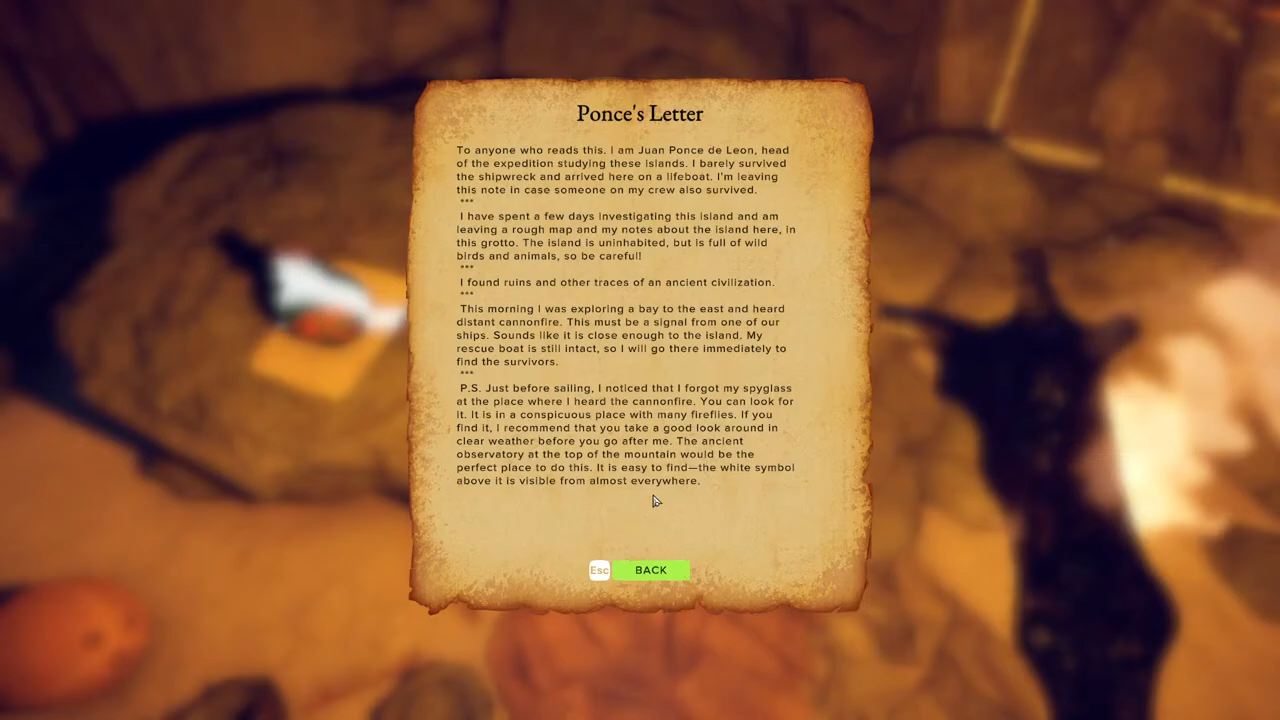 Ponce's Letter
To anyone who reads this. I am Juan Ponce de Leon, head
of the expedition studying these islands. I barely survived
the shipwreck and arrived here on a lifeboat. I'm leaving
this note in case someone on my crew also survived.
***
I have spent a few days investigating this island and am
leaving a rough map and my notes about the island here, in
this grotto. The island is uninhabited, but is full of wild
birds and animals, so be careful!
***
I found ruins and other traces of an ancient civilization.
***
This morning I was exploring a bay to the east and heard
distant cannonfire. This must be a signal from one of our
ships. Sounds like it is close enough to the island. My
rescue boat is still intact, so I will go there immediately to
find the survivors.
***
P.S. Just before sailing, I noticed that I forgot my spyglass
at the place where I heard the cannonfire. You can look for
it. It is in a conspicuous place with many fireflies. If you
find it, I recommend that you take a good look around in
clear weather before you go after me. The ancient
observatory at the top of the mountain would be the
perfect place to do this. It is easy to find—the white symbol
above it is visible from almost everywhere.
Esc BACK